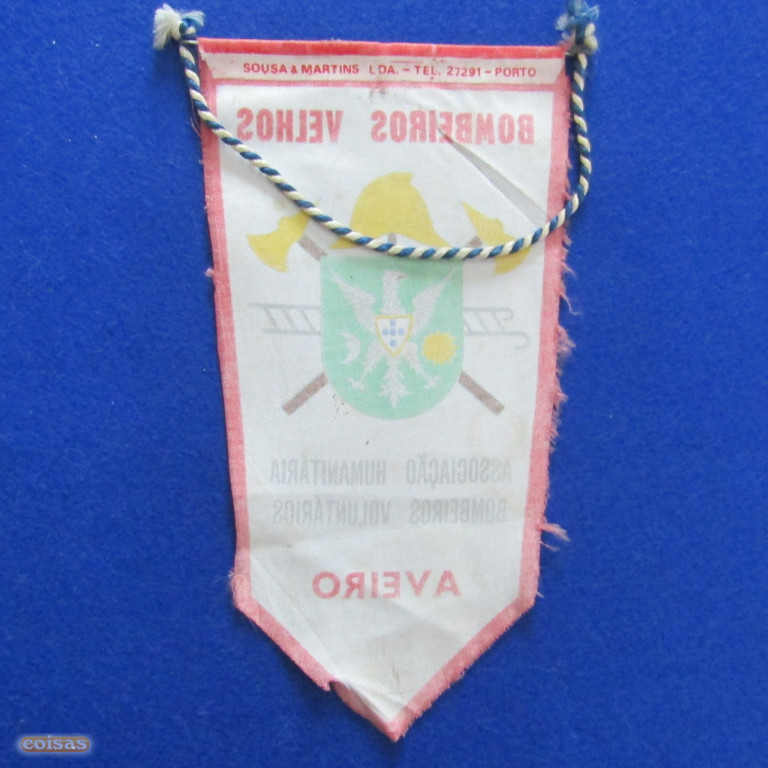 SOUSA & MARTINS LDA. - TEL. 27291 - PORTO
BOMBEIROS VELHOS
ASSOCIAÇÃO HUMANITÁRIA
BOMBEIROS VOLUNTÁRIOS
AVEIRO
coisas